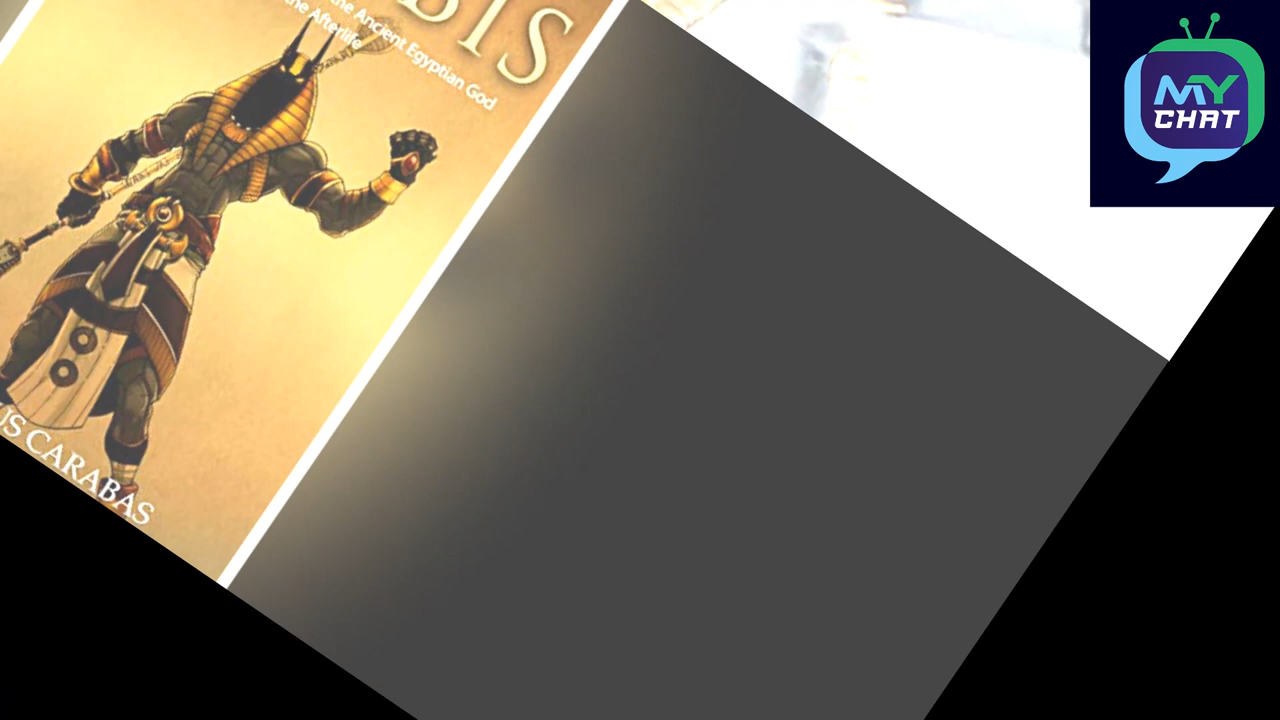 BIS
the Ancient Egyptian God
the Afterlife
US CARABAS
MY
CHAT